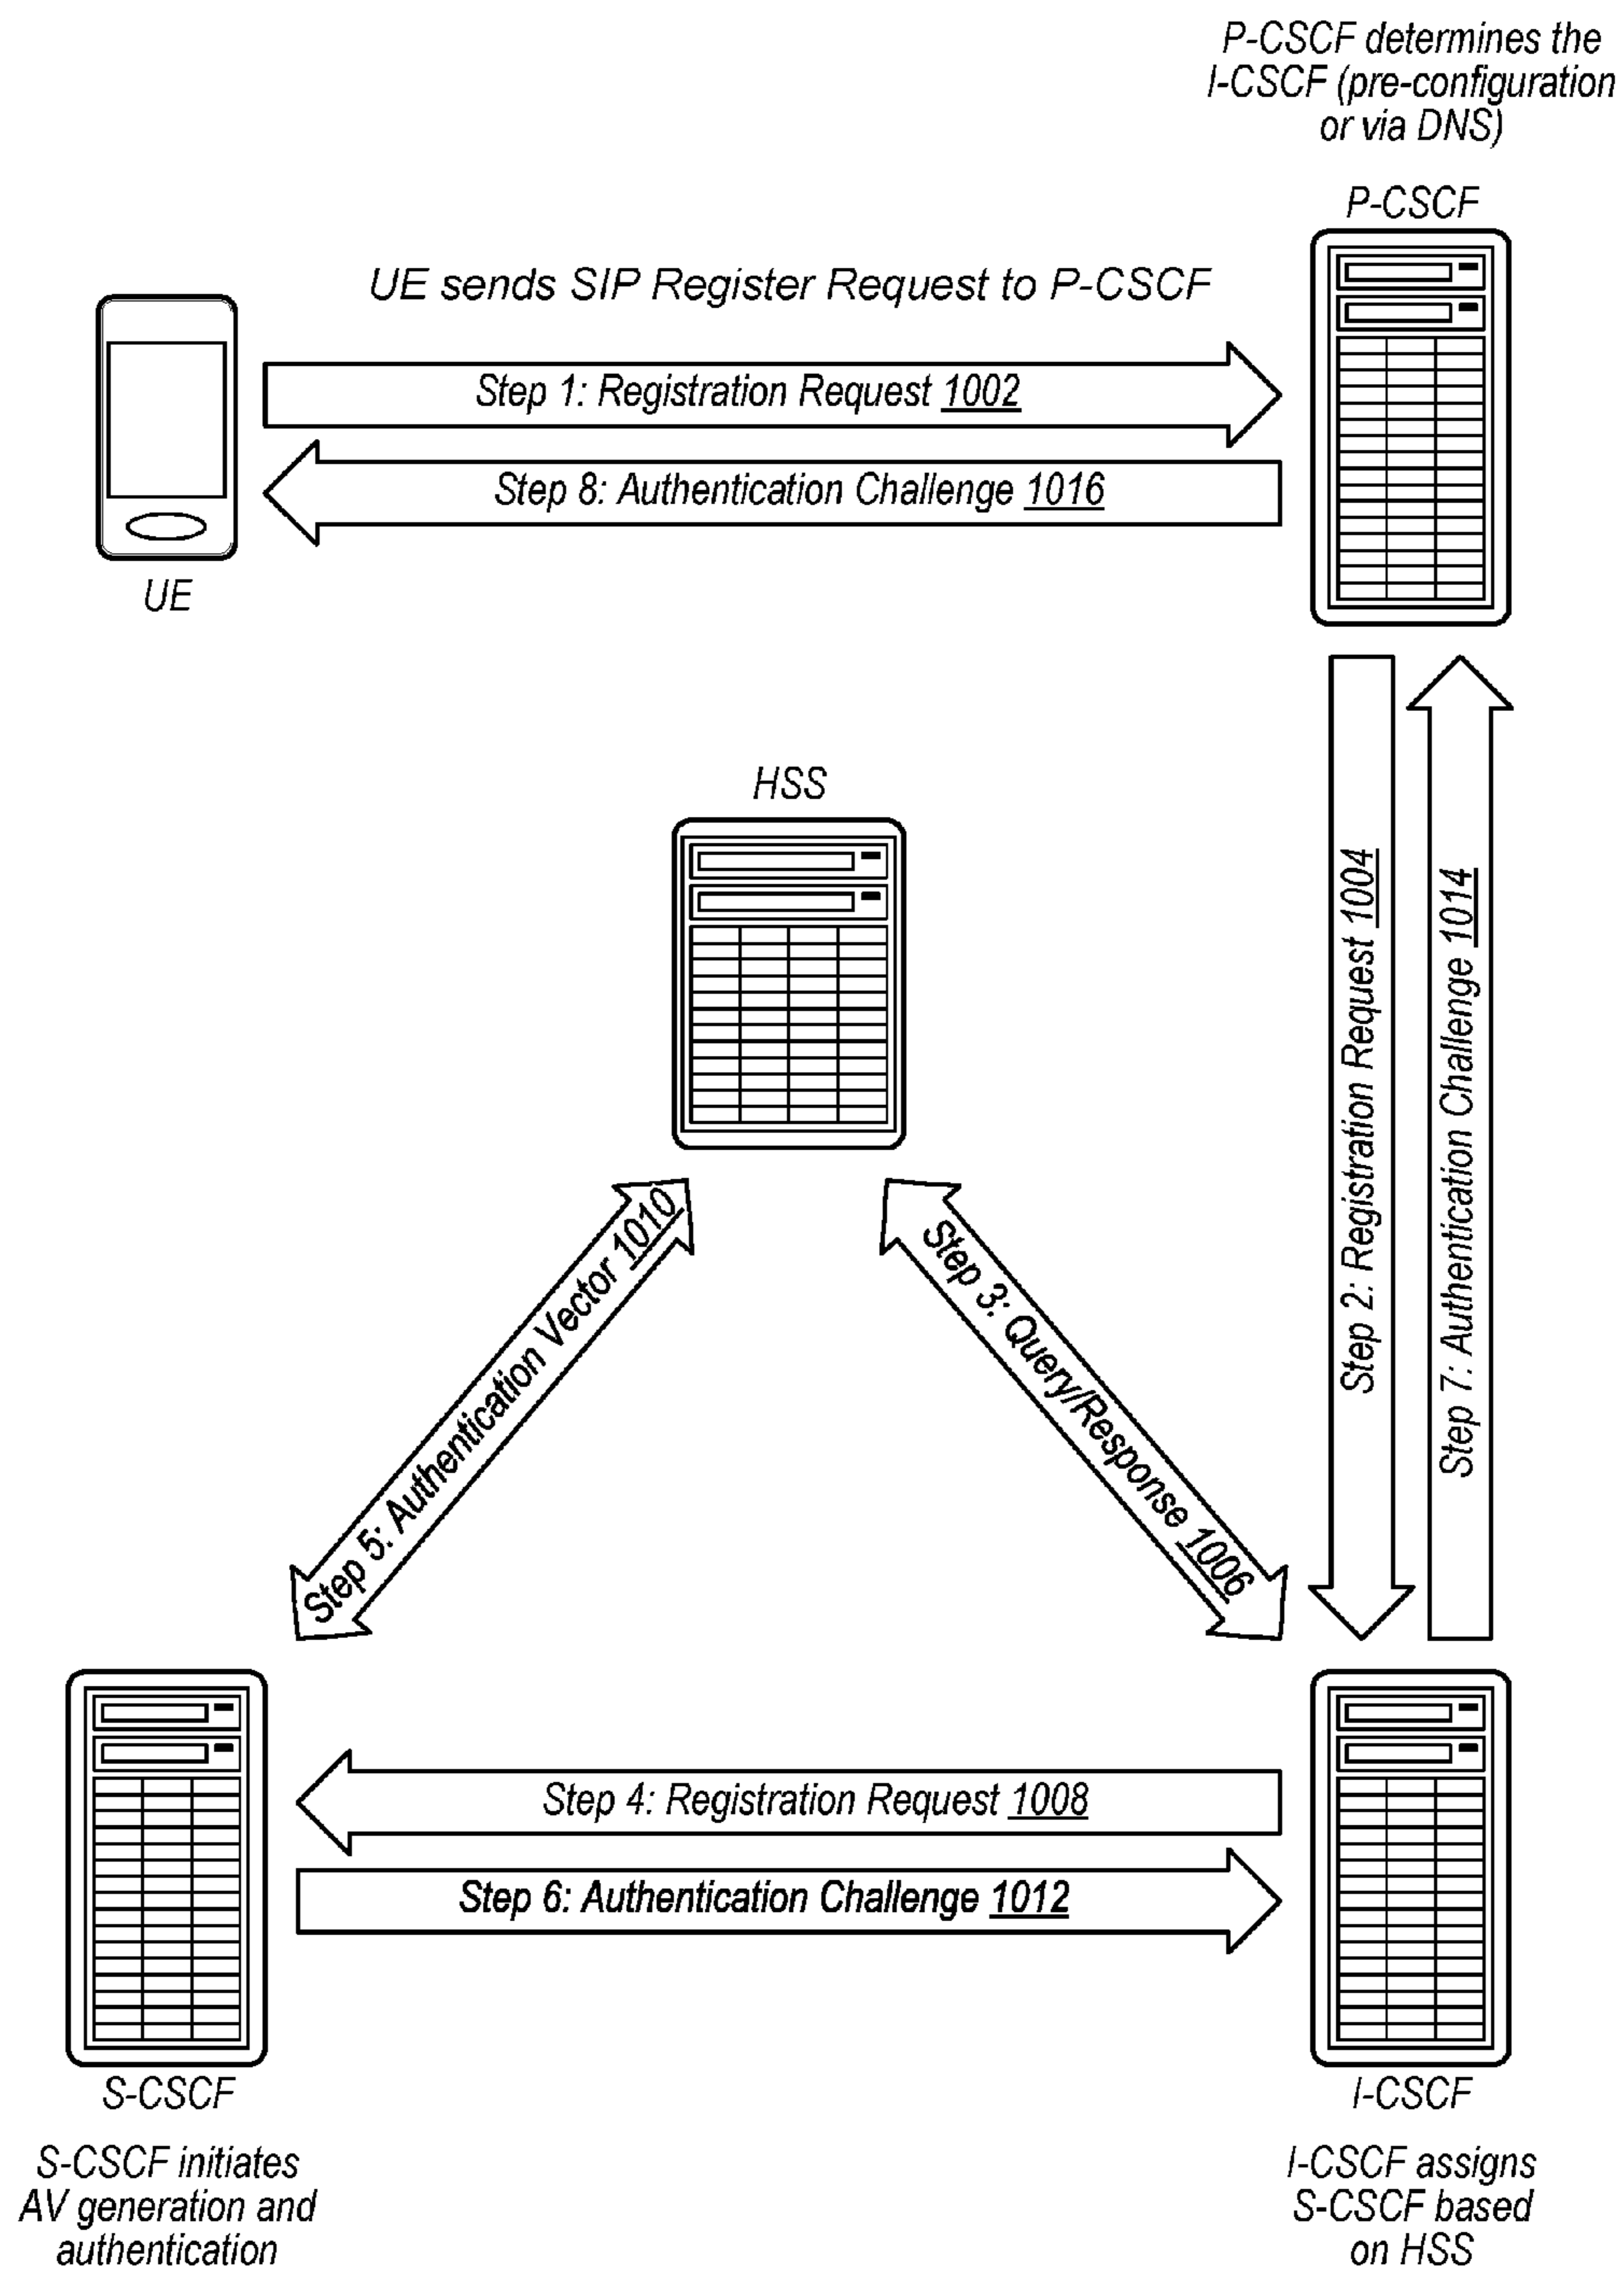 P-CSCF determines the
I-CSCF (pre-configuration
or via DNS)
P-CSCF
UE sends SIP Register Request to P-CSCF
Step 1: Registration Request 1002
Step 8: Authentication Challenge 1016
UE
HSS
Step 2: Registration Request 1004
Step 7: Authentication Challenge 1014
Step 5: Authentication Vector 1010
Step 3: Query/Response 1006
Step 4: Registration Request 1008
Step 6: Authentication Challenge 1012
S-CSCF
S-CSCF initiates
AV generation and
authentication
I-CSCF
I-CSCF assigns
S-CSCF based
on HSS